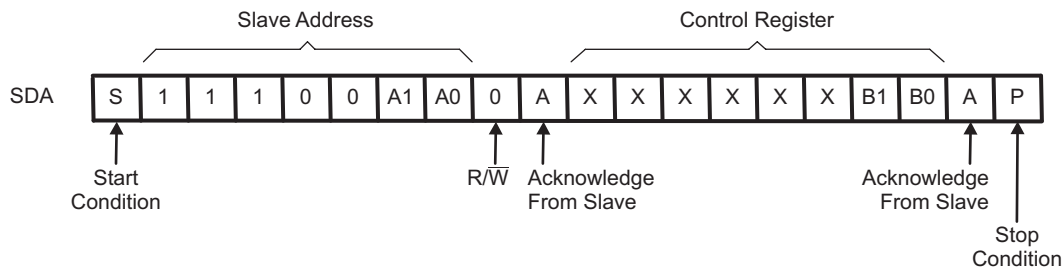 Slave Address Control Register
SDA S 1 1 1 0 0 A1 A0 0 A X X X X X X B1 B0 A P
Start Condition
R/W̅
Acknowledge From Slave
Acknowledge From Slave
Stop Condition